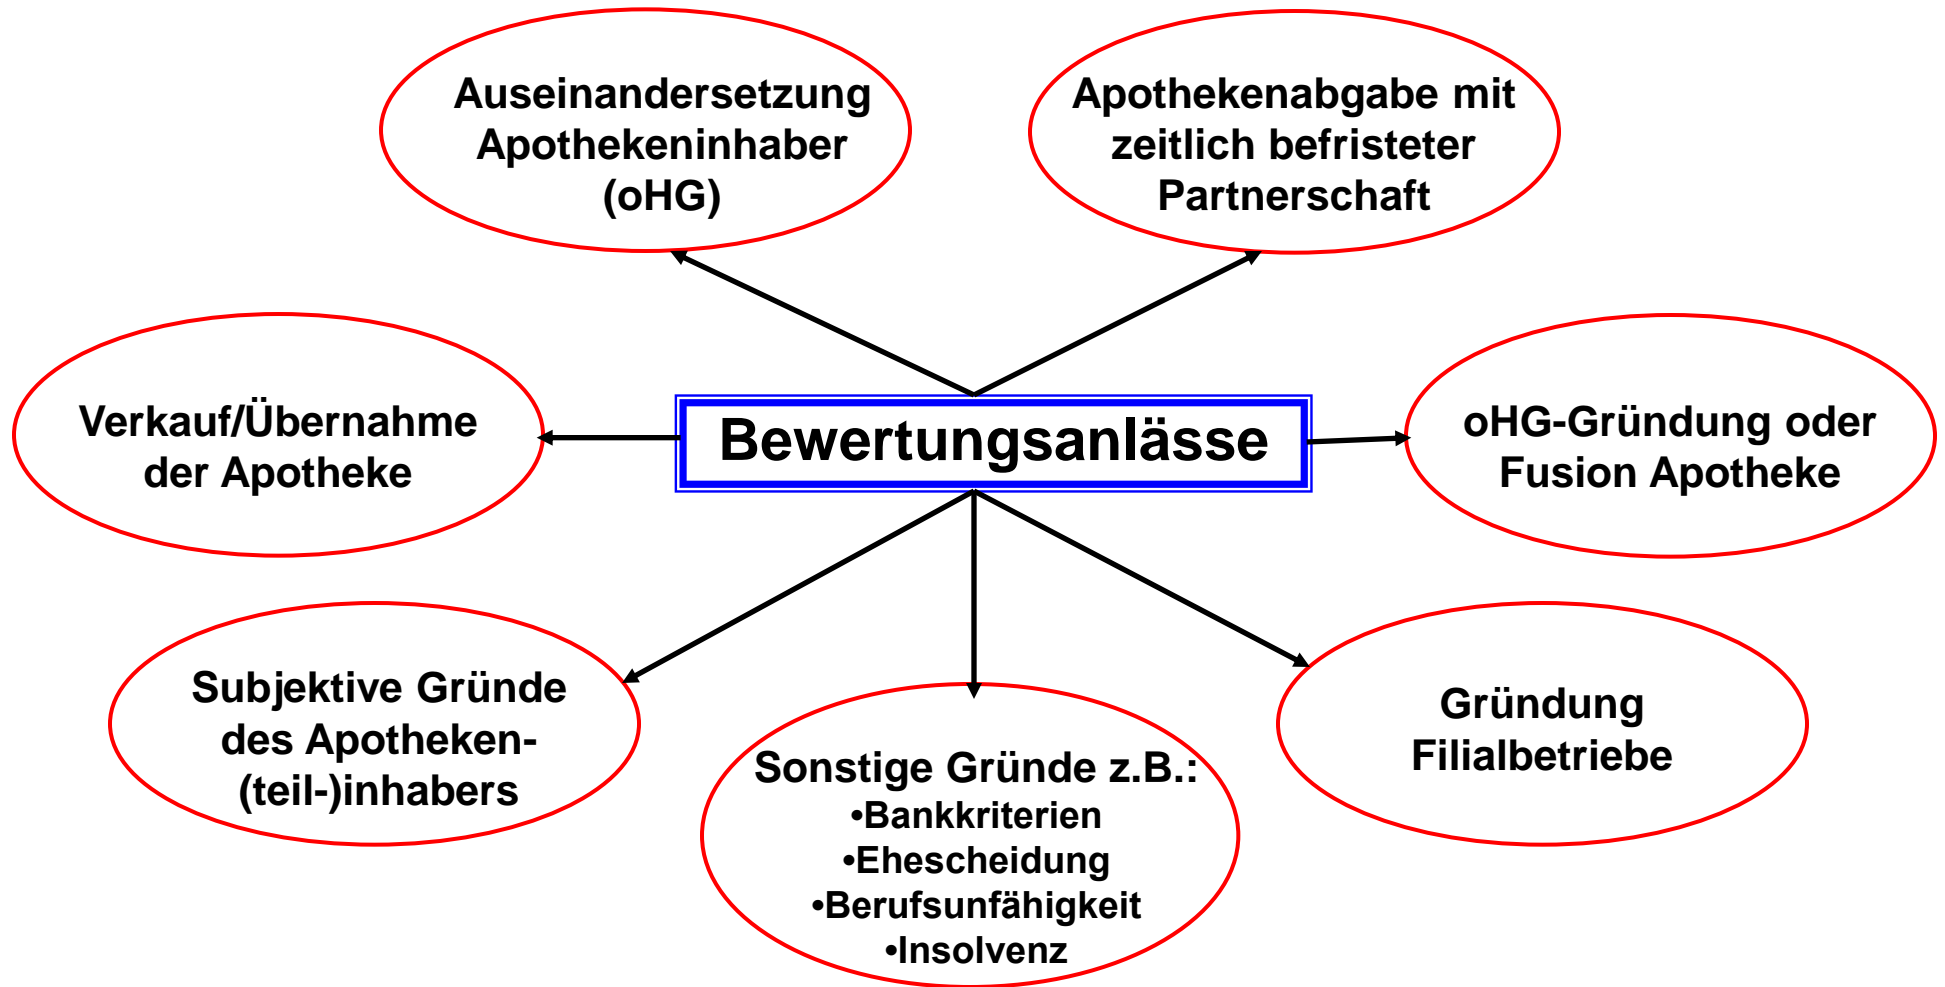 Auseinandersetzung
Apothekeninhaber
(oHG)
Apothekenabgabe mit
zeitlich befristeter
Partnerschaft
Verkauf/Übernahme
der Apotheke
Bewertungsanlässe
oHG-Gründung oder
Fusion Apotheke
Subjektive Gründe
des Apotheken-
(teil-)inhabers
Sonstige Gründe z.B.:
•Bankkriterien
•Ehescheidung
•Berufsunfähigkeit
•Insolvenz
Gründung
Filialbetriebe